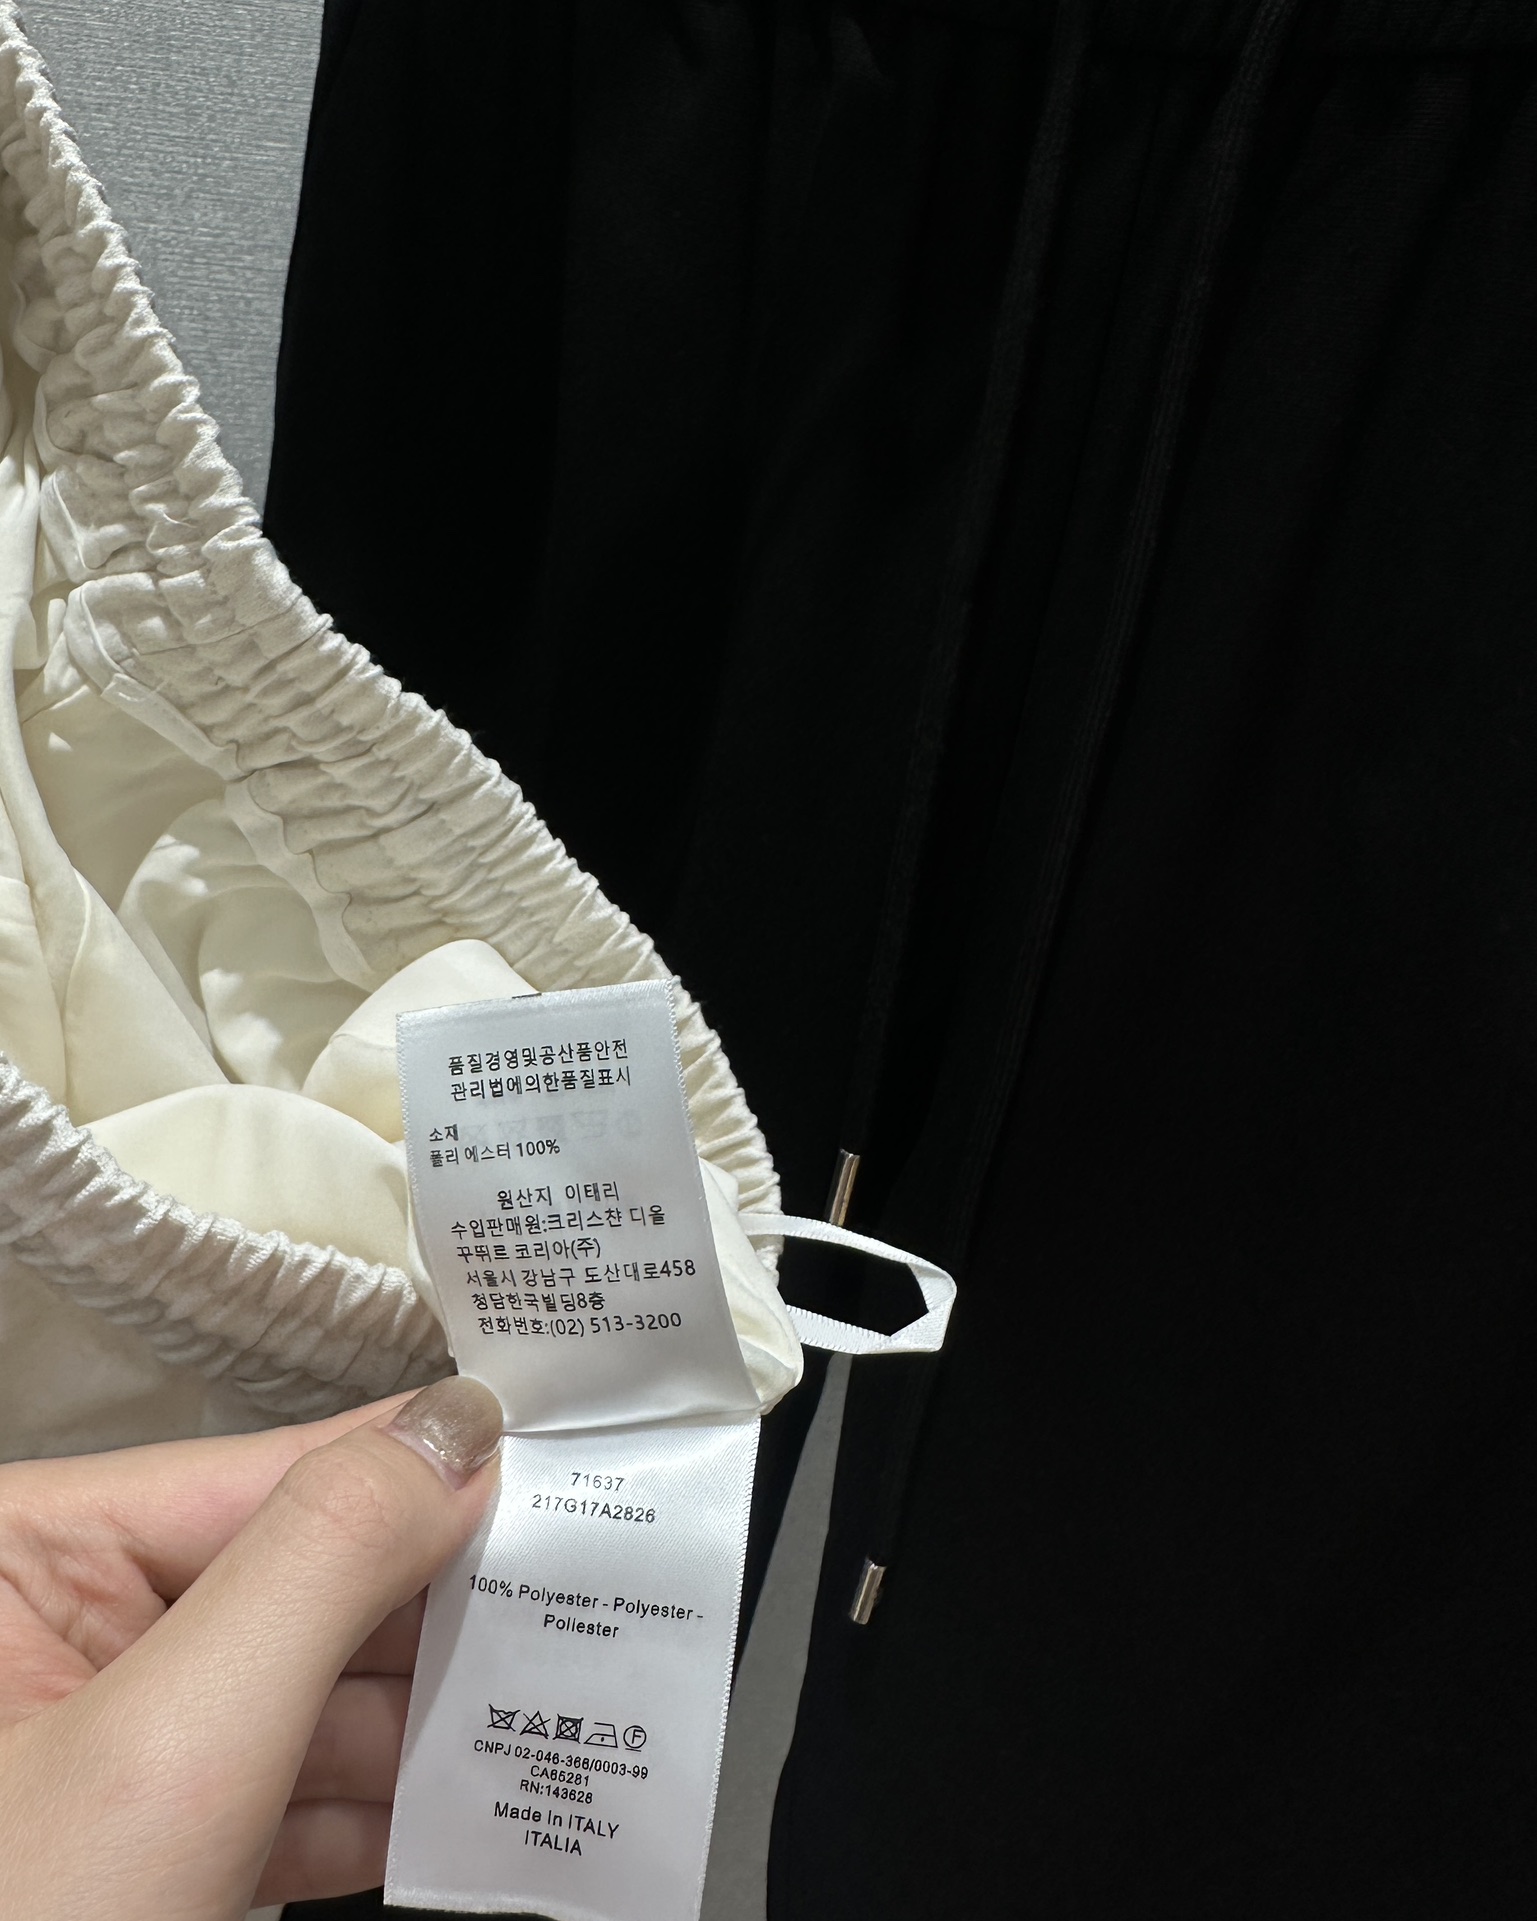 품질경영및공산품안전
관리법에의한품질표시
소재
폴리 에스터 100%
원산지 이태리
수입판매원:크리스챤 디올
꾸뛰르 코리아(주)
서울시 강남구 도산대로458
청담한국빌딩8층
전화번호:(02) 513-3200
71637
217G17A2826
100% Polyester - Polyester -
Poliester
F
CNPJ 02-046-366/0003-99
CA65281
RN:143628
Made In ITALY
ITALIA